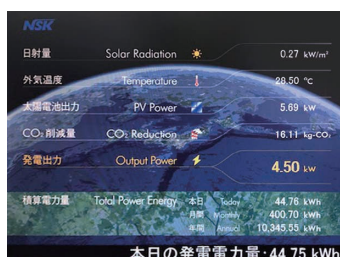 NSK
日射量 Solar Radiation 0.27 kW/m²
外気温度 Temperature 28.50 ℃
太陽電池出力 PV Power 5.69 kW
CO₂削減量 CO₂ Reduction 16.11 kg-CO₂
発電出力 Output Power 4.50 kW
積算電力量 Total Power Energy 本日 Today 44.76 kWh
月間 Monthly 400.70 kWh
年間 Annual 10,345.55 kWh
本日の発電電力量:44.75 kWh